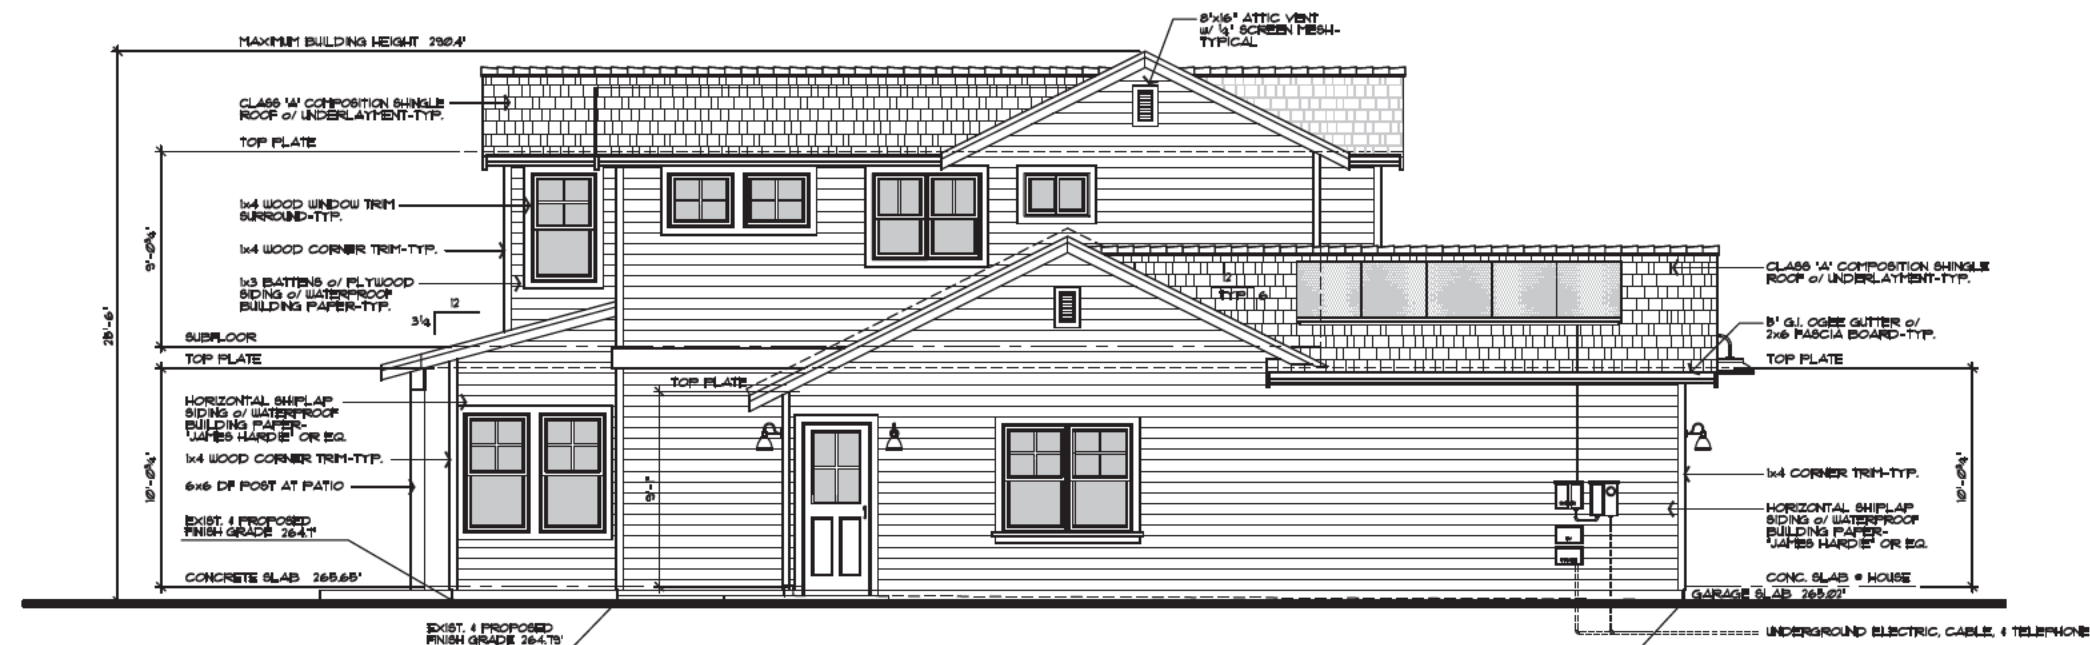 8"x16" ATTIC VENT
w/ ¼" SCREEN MESH-
TYPICAL
MAXIMUM BUILDING HEIGHT 290.4'
CLASS "A" COMPOSITION SHINGLE
ROOF o/ UNDERLAYMENT-TYP.
TOP PLATE
1x4 WOOD WINDOW TRIM
SURROUND-TYP.
1x4 WOOD CORNER TRIM-TYP.
1x3 BATTENS o/ PLYWOOD
SIDING o/ WATERPROOF
BUILDING PAPER-TYP.
12
3¼
9'-0¾"
SUBFLOOR
TOP PLATE
HORIZONTAL SHIPLAP
SIDING o/ WATERPROOF
BUILDING PAPER-
"JAMES HARDIE" OR EQ.
1x4 WOOD CORNER TRIM-TYP.
6x6 DF POST AT PATIO
10'-0¾"
EXIST. & PROPOSED
FINISH GRADE 264.1'
CONCRETE SLAB 265.65'
EXIST. & PROPOSED
FINISH GRADE 264.79'
TOP PLATE
9'-1"
12
TYP. 6
CLASS "A" COMPOSITION SHINGLE
ROOF o/ UNDERLAYMENT-TYP.
5" G.I. OGEE GUTTER o/
2x6 FASCIA BOARD-TYP.
TOP PLATE
1x4 CORNER TRIM-TYP.
10'-0¾"
HORIZONTAL SHIPLAP
SIDING o/ WATERPROOF
BUILDING PAPER-
"JAMES HARDIE" OR EQ.
CONC. SLAB @ HOUSE
GARAGE SLAB 265.02'
UNDERGROUND ELECTRIC, CABLE, & TELEPHONE